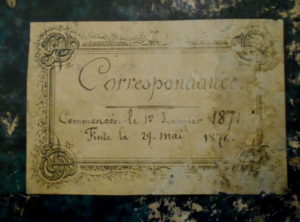 Correspondance.
Commencée le 1er Janvier 1871.
Finie le 29. mai 1871.